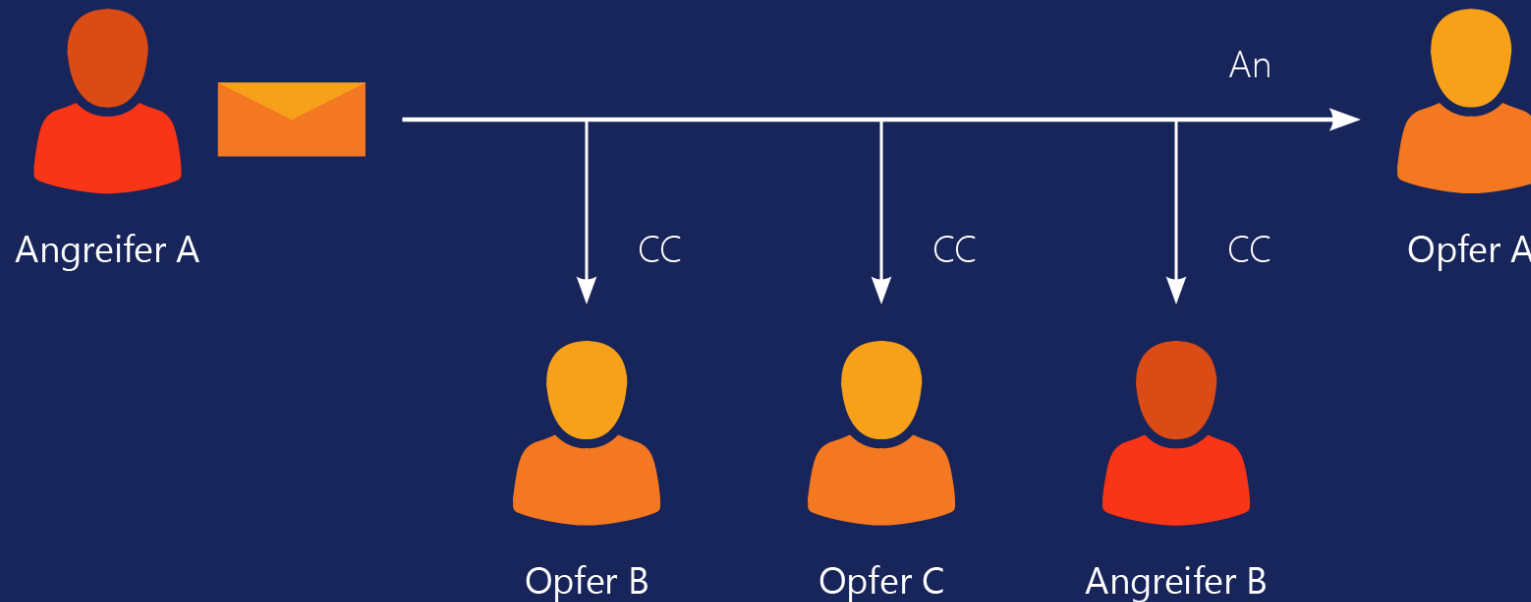 An
Angreifer A
CC
CC
CC
Opfer A
Opfer B
Opfer C
Angreifer B